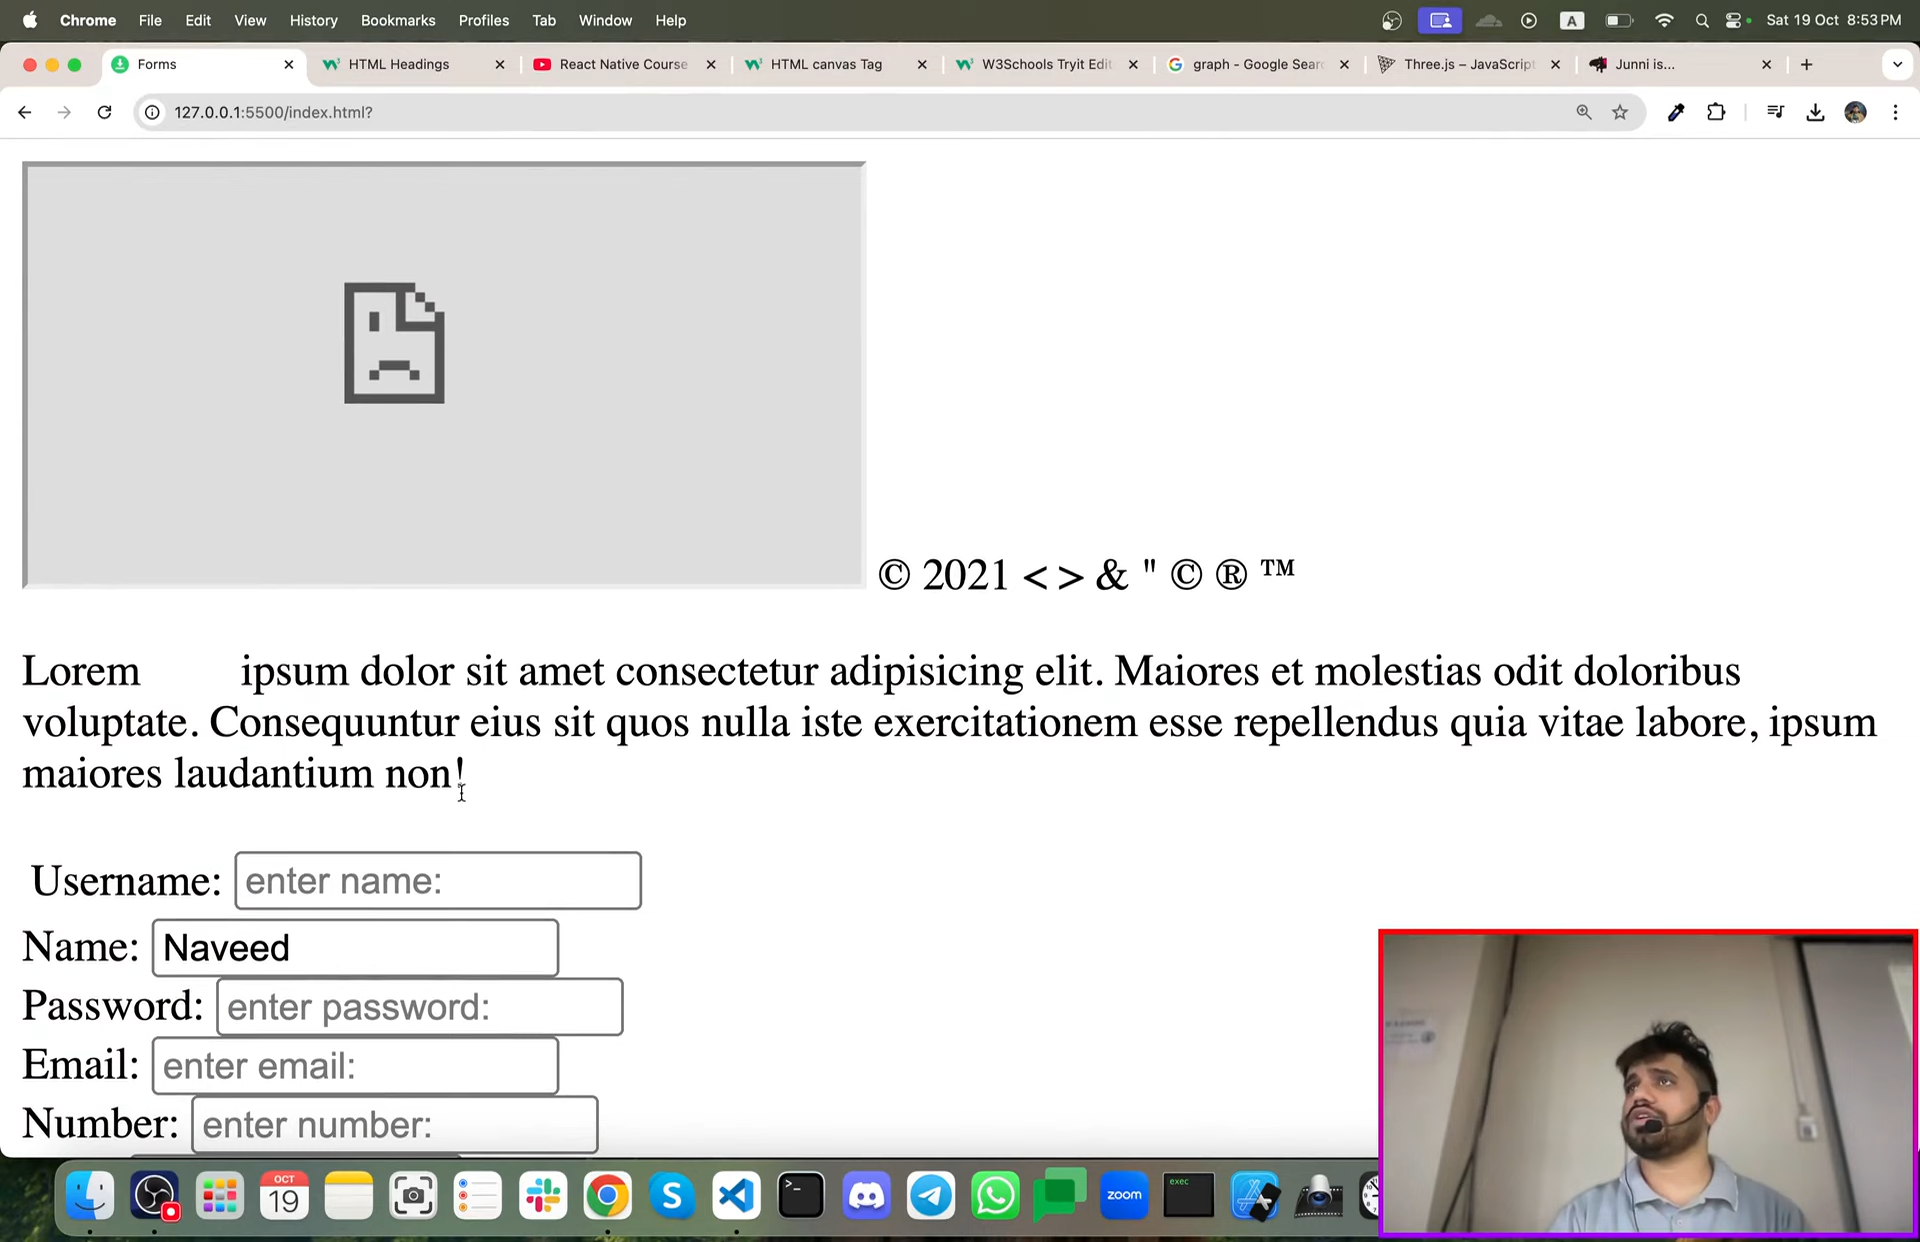 Chrome File Edit View History Bookmarks Profiles Tab Window Help A Sat 19 Oct 8:53 PM
Forms HTML Headings React Native Course HTML canvas Tag W3Schools Tryit Edit graph - Google Sear Three.js – JavaScript Junni is...
127.0.0.1:5500/index.html?
© 2021 < > & " © ® ™
Lorem ipsum dolor sit amet consectetur adipisicing elit. Maiores et molestias odit doloribus
voluptate. Consequuntur eius sit quos nulla iste exercitationem esse repellendus quia vitae labore, ipsum
maiores laudantium non!
Username: enter name:
Name: Naveed
Password: enter password:
Email: enter email:
Number: enter number:
OCT
19
zoom
exec